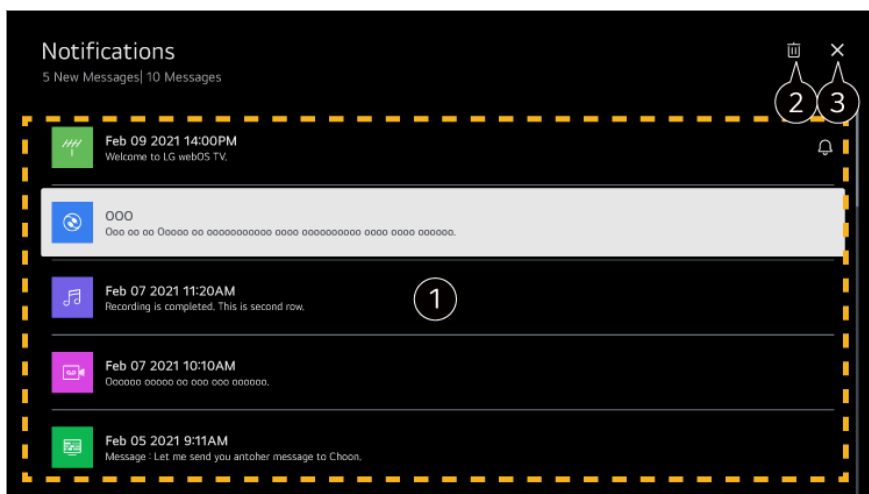 Notifications
5 New Messages| 10 Messages
2 3
Feb 09 2021 14:00PM
Welcome to LG webOS TV.
OOO
Ooo oo oo Ooooo oo ooooooooooo oooo oooooooooo oooo oooo oooooo.
Feb 07 2021 11:20AM
Recording is completed. This is second row.
1
Feb 07 2021 10:10AM
Oooooo ooooo oo ooo ooo oooooo.
Feb 05 2021 9:11AM
Message : Let me send you antoher message to Choon.